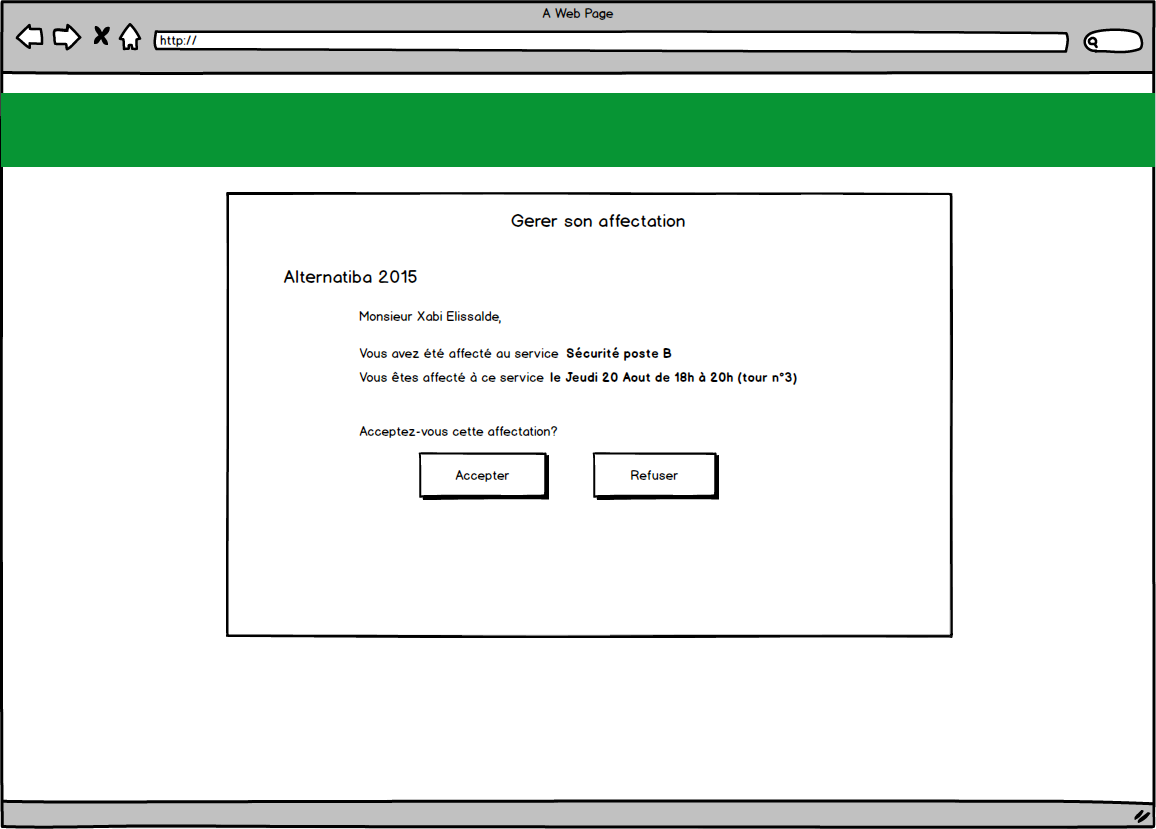 A Web Page
http://
Gerer son affectation
Alternatiba 2015
Monsieur Xabi Elissalde,
Vous avez été affecté au service Sécurité poste B
Vous êtes affecté à ce service le Jeudi 20 Aout de 18h à 20h (tour n°3)
Acceptez-vous cette affectation?
Accepter Refuser